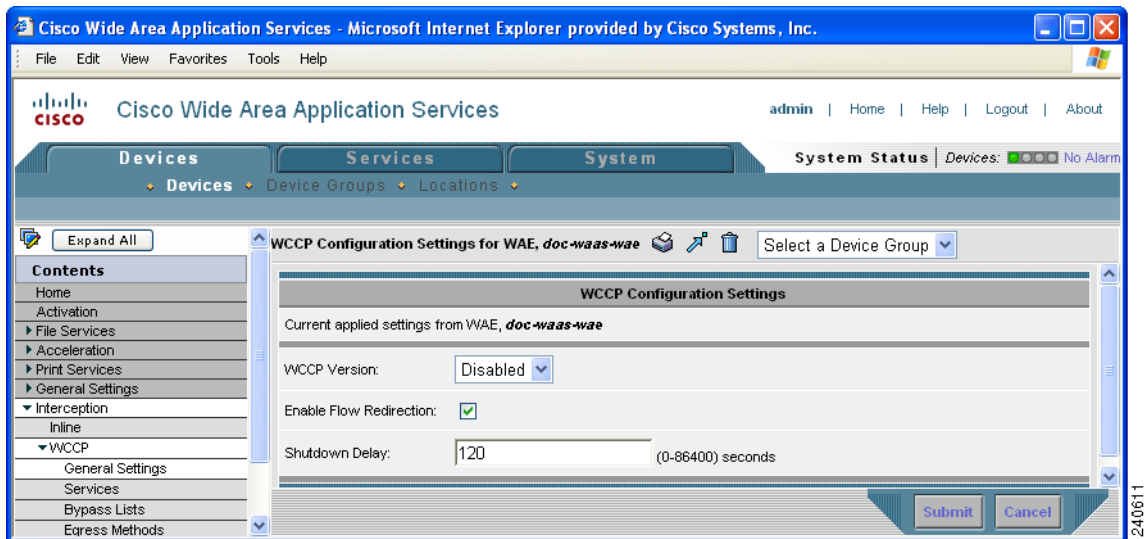 Cisco Wide Area Application Services - Microsoft Internet Explorer provided by Cisco Systems, Inc.
File Edit View Favorites Tools Help
CISCO Cisco Wide Area Application Services admin | Home | Help | Logout | About
Devices Services System System Status | Devices: No Alarm
Devices Device Groups Locations
Expand All
WCCP Configuration Settings for WAE, doc-waas-wae Select a Device Group
Contents
Home
Activation
File Services
Acceleration
Print Services
General Settings
Interception
Inline
WCCP
General Settings
Services
Bypass Lists
Egress Methods
WCCP Configuration Settings
Current applied settings from WAE, doc-waas-wae
WCCP Version: Disabled
Enable Flow Redirection:
Shutdown Delay: 120 (0-86400) seconds
Submit Cancel
240611